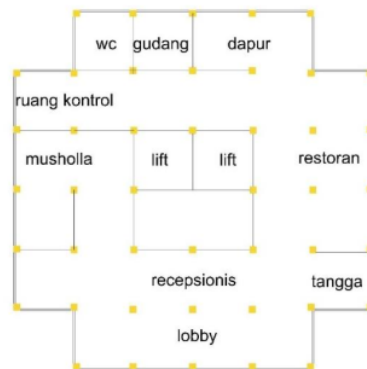 wc gudang dapur
ruang kontrol
musholla lift lift restoran
recepsionis tangga
lobby